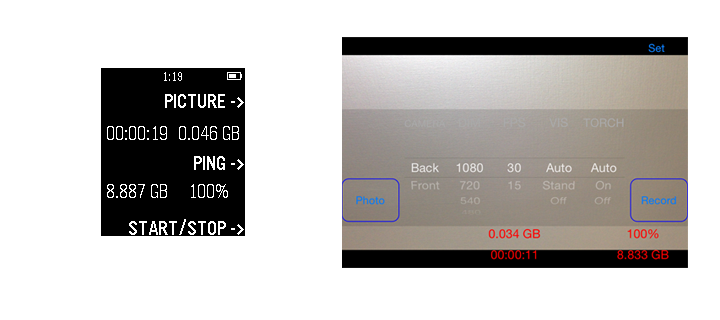 1:19
PICTURE ->
00:00:19 0.046 GB
PING ->
8.887 GB 100%
START/STOP ->
Set
CAMERA FPS VIS TORCH
Back 1080 30 Auto Auto
Front 720 15 Stand On
540 Off Off
Photo
Record
0.034 GB 100%
00:00:11 8.833 GB